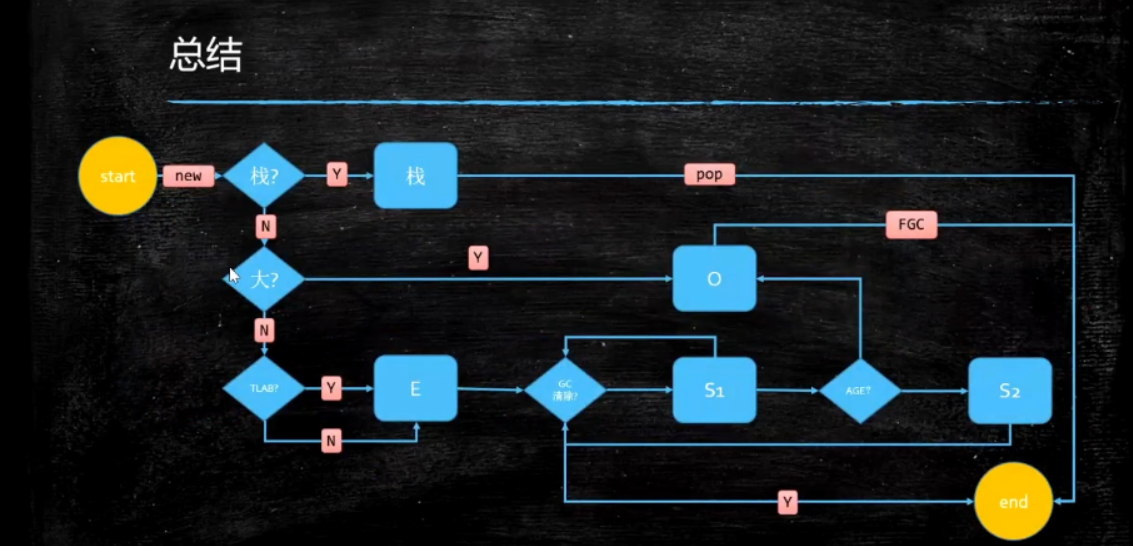 总结
start
new
栈?
Y
栈
pop
N
FGC
大?
Y
O
N
TLAB?
Y
E
GC
清除?
S1
AGE?
S2
N
Y
end